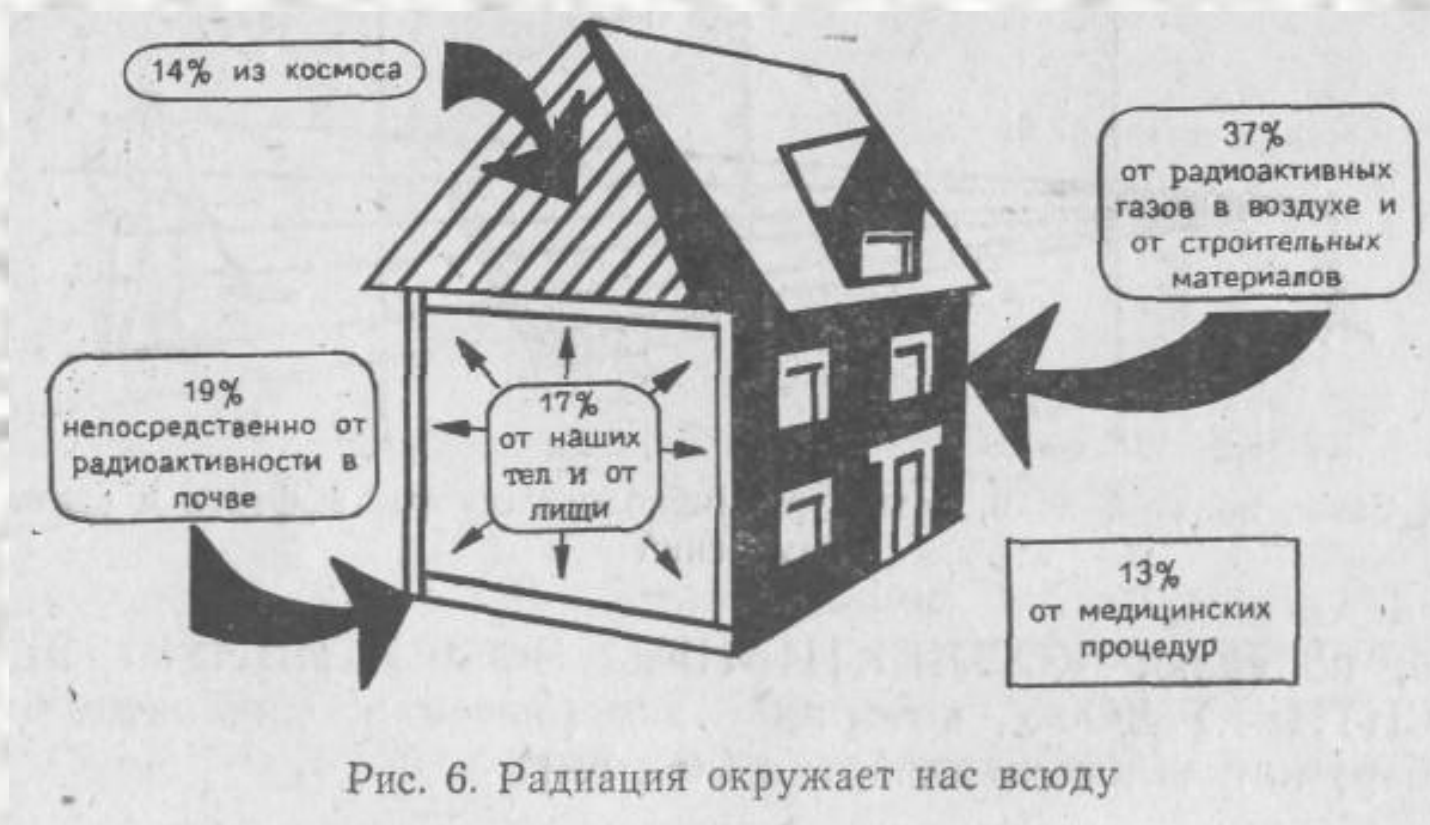 14% из космоса
37%
от радиоактивных
газов в воздухе и
от строительных
материалов
19%
непосредственно от
радиоактивности в
почве
17%
от наших
тел и от
пищи
13%
от медицинских
процедур
Рис. 6. Радиация окружает нас всюду